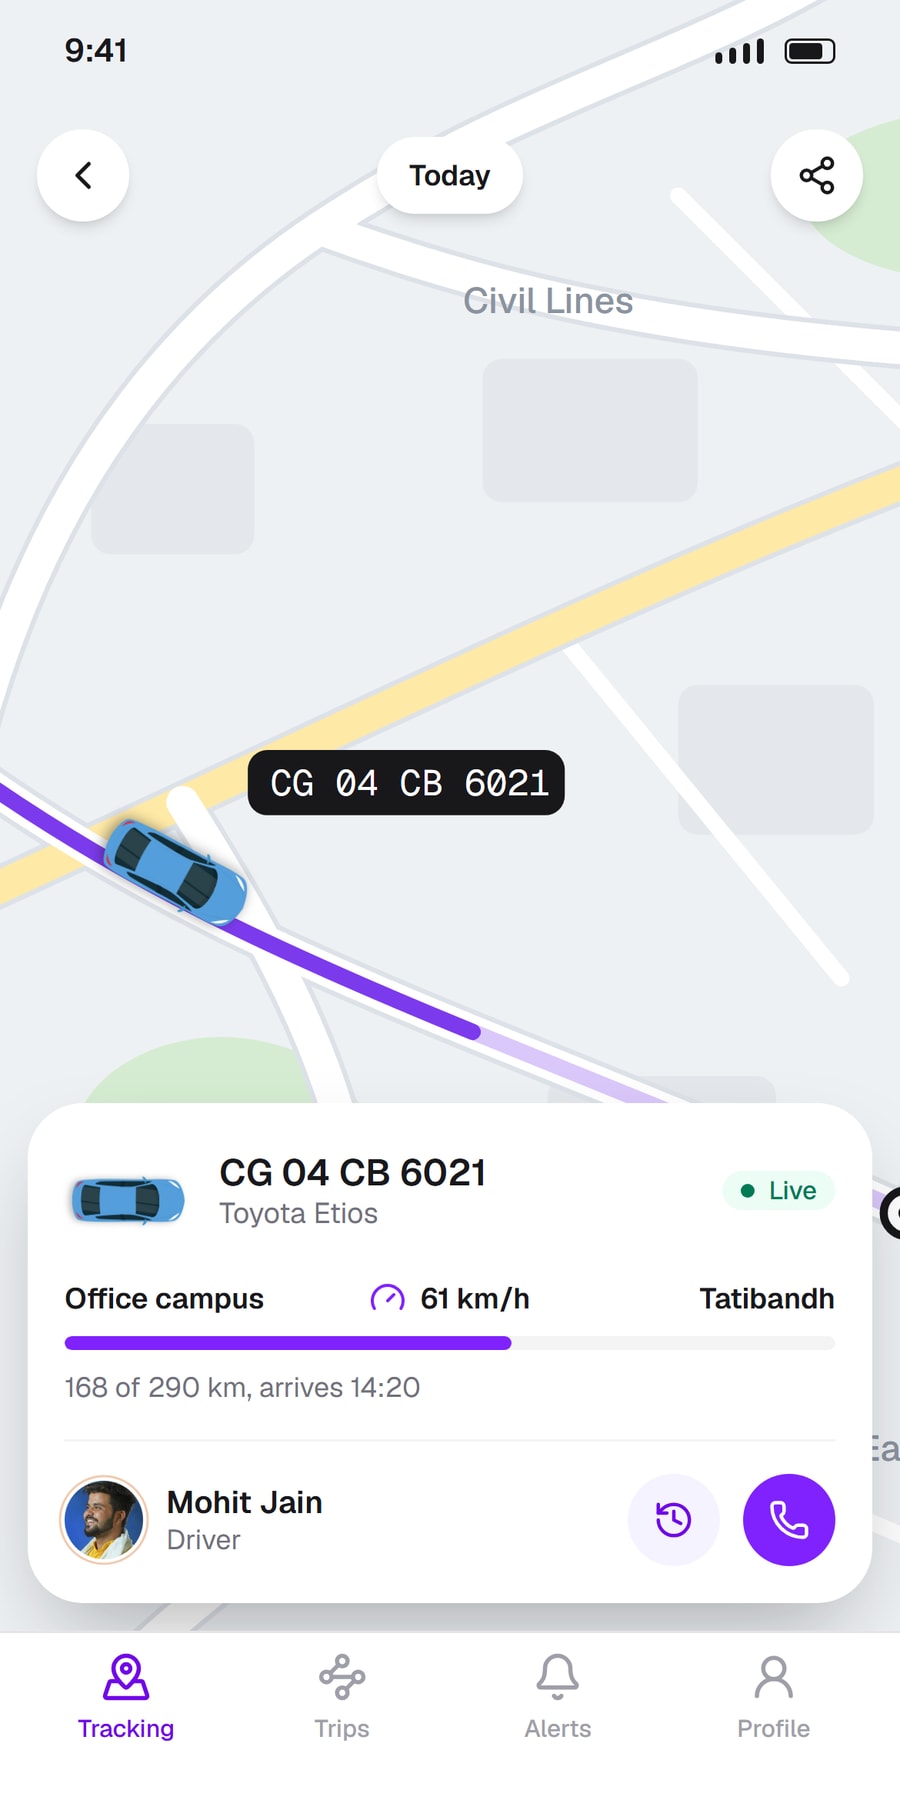 9:41
Today
Civil Lines
CG 04 CB 6021
CG 04 CB 6021
Toyota Etios
Live
Office campus
61 km/h
Tatibandh
168 of 290 km, arrives 14:20
Ea
Mohit Jain
Driver
Tracking
Trips
Alerts
Profile